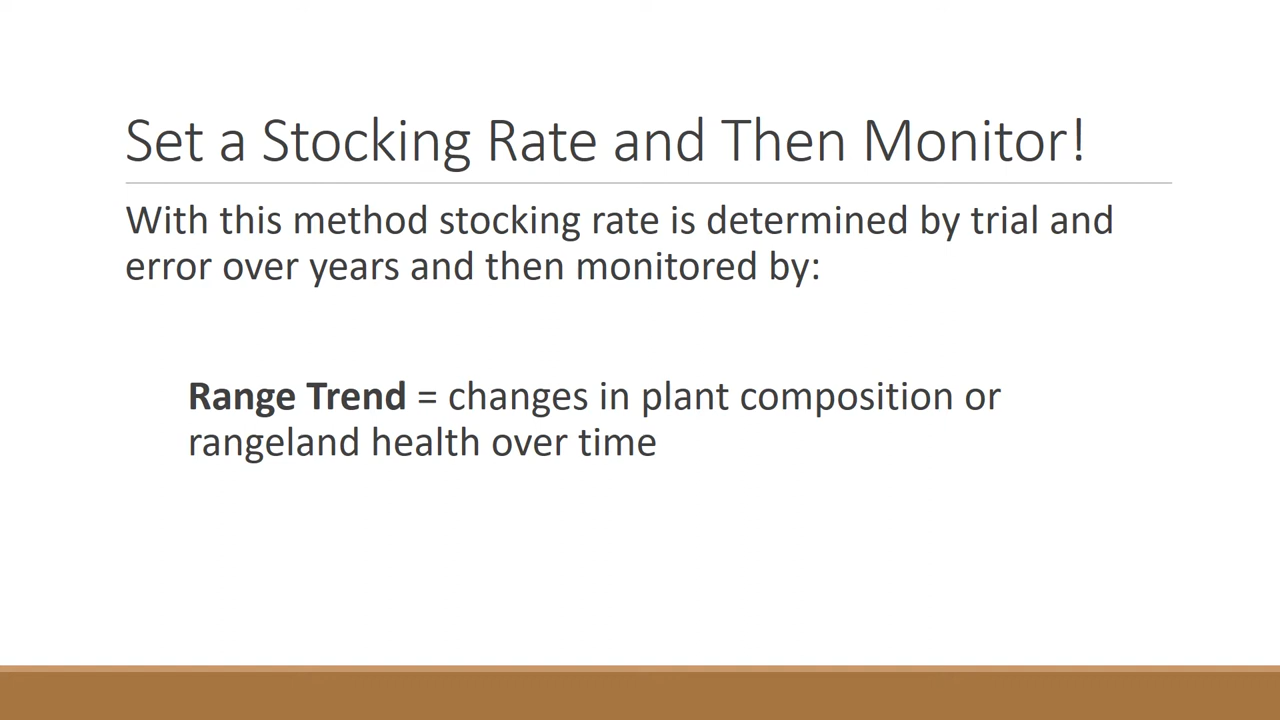 Set a Stocking Rate and Then Monitor!
With this method stocking rate is determined by trial and
error over years and then monitored by:
Range Trend = changes in plant composition or
rangeland health over time